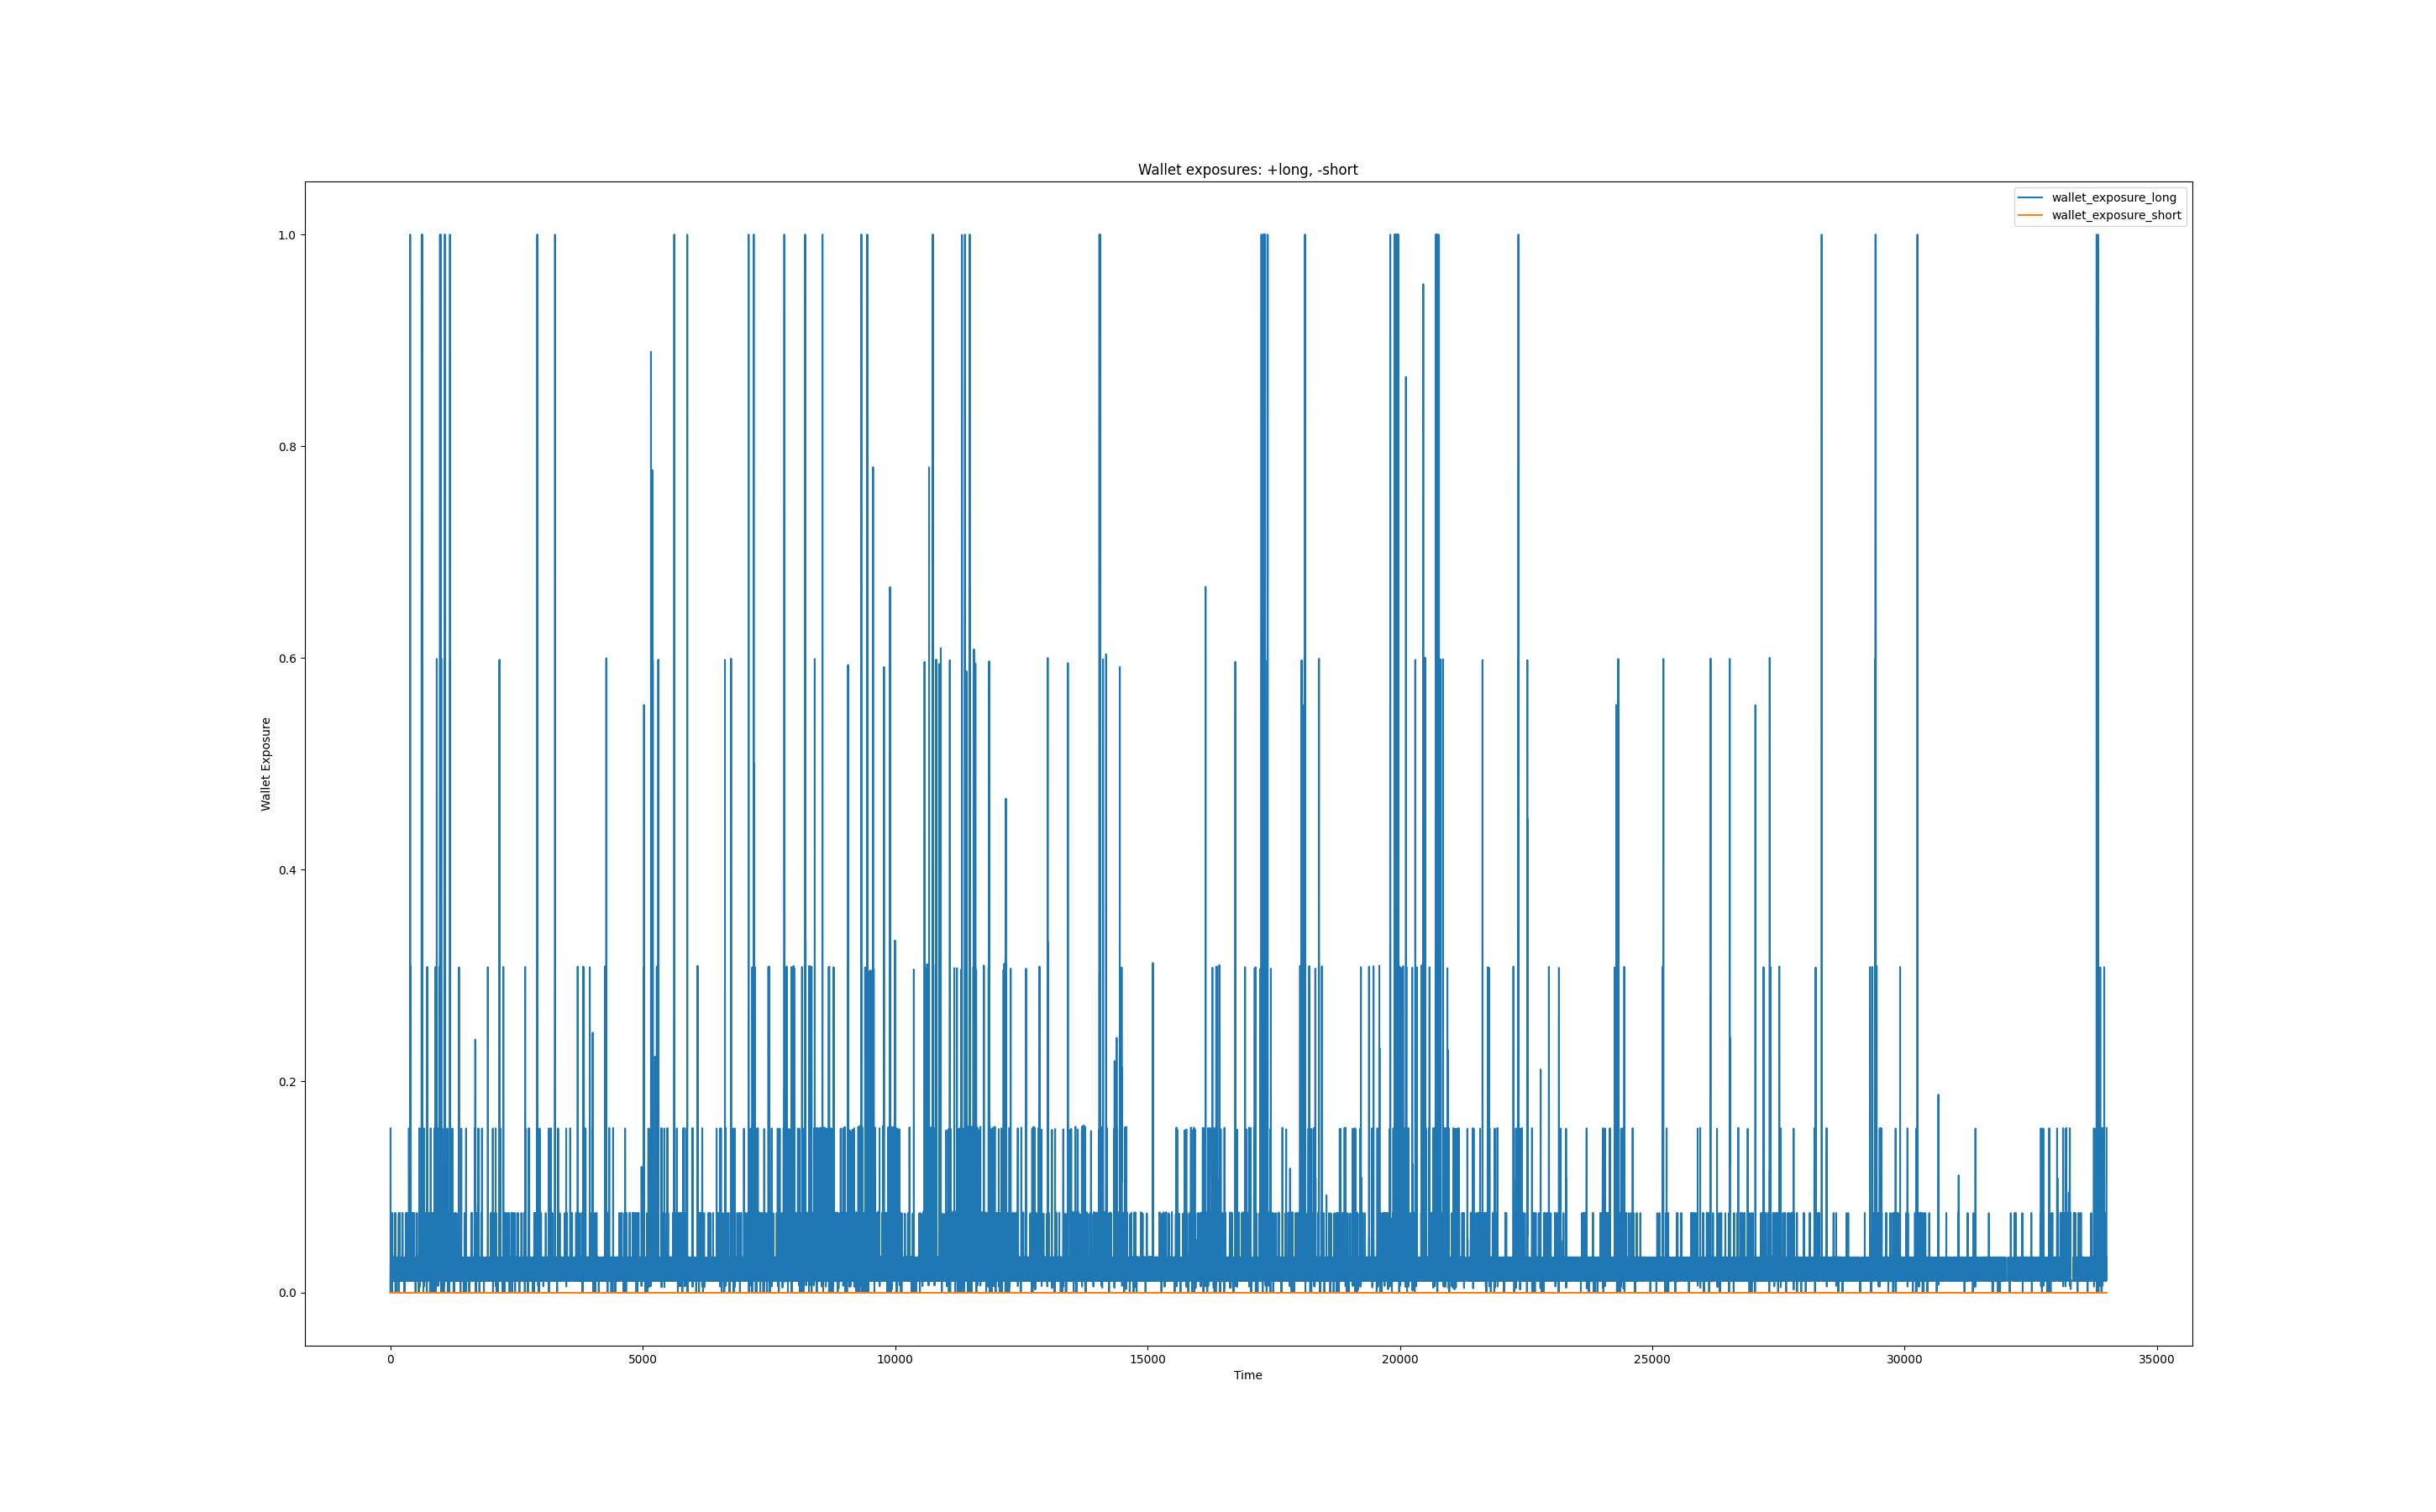 Wallet exposures: +long, -short
wallet_exposure_long
wallet_exposure_short
1.0
0.8
0.6
0.4
0.2
0.0
Wallet Exposure
0 5000 10000 15000 20000 25000 30000 35000
Time